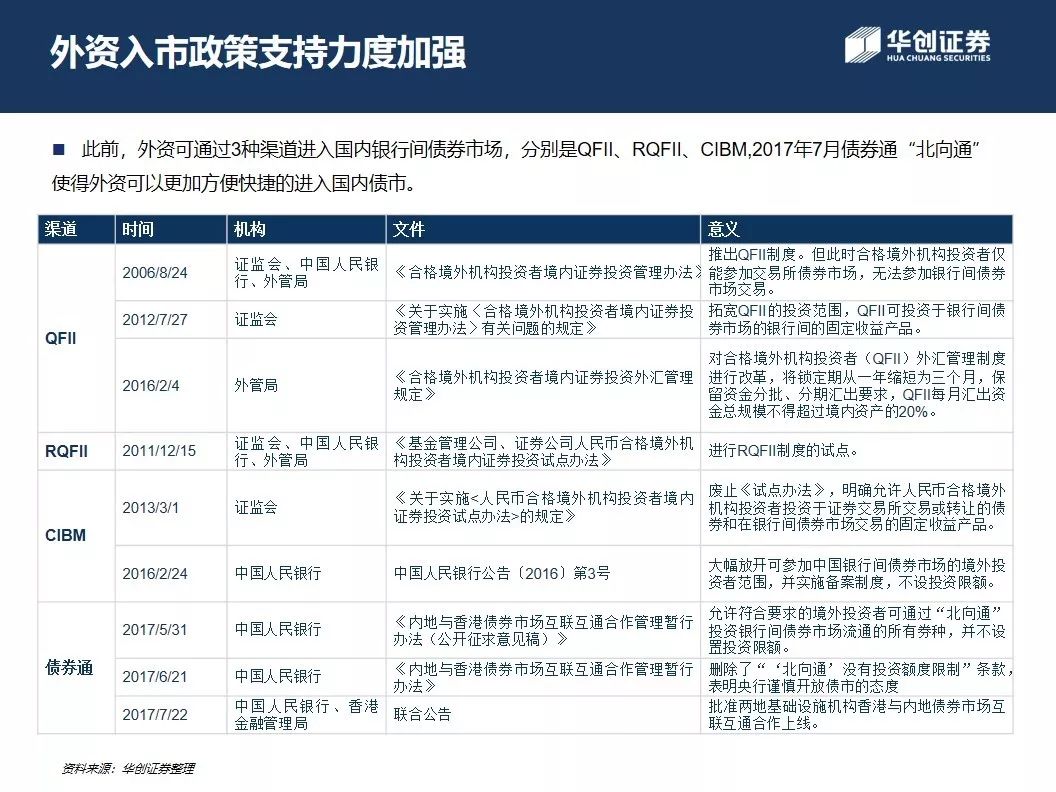 外资入市政策支持力度加强
华创证券
HUA CHUANG SECURITIES
■ 此前，外资可通过3种渠道进入国内银行间债券市场，分别是QFII、RQFII、CIBM,2017年7月债券通“北向通”
使得外资可以更加方便快捷的进入国内债市。
渠道 时间 机构 文件 意义
QFII
2006/8/24
证监会、中国人民银
行、外管局
《合格境外机构投资者境内证券投资管理办法》
推出QFII制度。但此时合格境外机构投资者仅
能参加交易所债券市场，无法参加银行间债券
市场交易。
2012/7/27
证监会
《关于实施〈合格境外机构投资者境内证券投
资管理办法〉有关问题的规定》
拓宽QFII的投资范围，QFII可投资于银行间债
券市场的银行间的固定收益产品。
2016/2/4
外管局
《合格境外机构投资者境内证券投资外汇管理
规定》
对合格境外机构投资者（QFII）外汇管理制度
进行改革，将锁定期从一年缩短为三个月，保
留资金分批、分期汇出要求，QFII每月汇出资
金总规模不得超过境内资产的20%。
RQFII
2011/12/15
证监会、中国人民银
行、外管局
《基金管理公司、证券公司人民币合格境外机
构投资者境内证券投资试点办法》
进行RQFII制度的试点。
CIBM
2013/3/1
证监会
《关于实施<人民币合格境外机构投资者境内
证券投资试点办法>的规定》
废止《试点办法》，明确允许人民币合格境外
机构投资者投资于证券交易所交易或转让的债
券和在银行间债券市场交易的固定收益产品。
2016/2/24
中国人民银行
中国人民银行公告〔2016〕第3号
大幅放开可参加中国银行间债券市场的境外投
资者范围，并实施备案制度，不设投资限额。
债券通
2017/5/31
中国人民银行
《内地与香港债券市场互联互通合作管理暂行
办法（公开征求意见稿）》
允许符合要求的境外投资者可通过“北向通”
投资银行间债券市场流通的所有券种，并不设
置投资限额。
2017/6/21
中国人民银行
《内地与香港债券市场互联互通合作管理暂行
办法》
删除了“‘北向通’没有投资额度限制”条款，
表明央行谨慎开放债市的态度
2017/7/22
中国人民银行、香港
金融管理局
联合公告
批准两地基础设施机构香港与内地债券市场互
联互通合作上线。
资料来源：华创证券整理